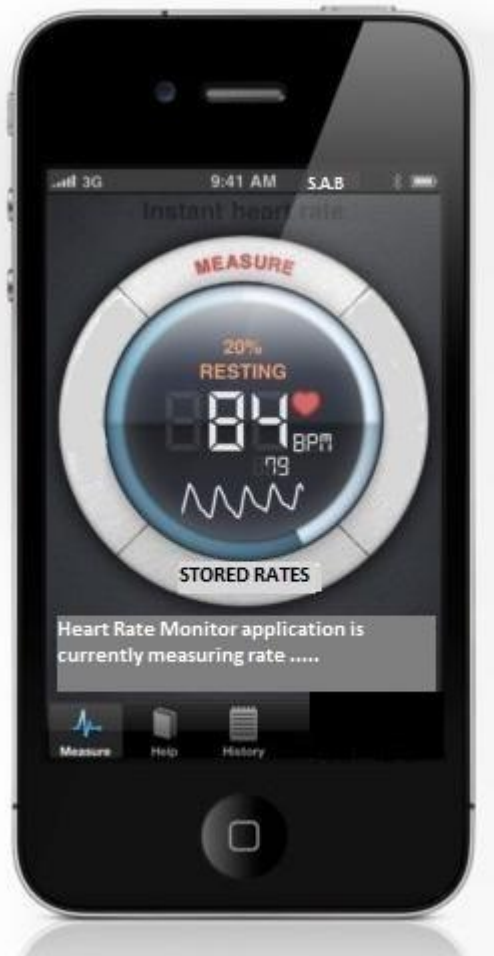 3G 9:41 AM S.A.B
Instant heart rate
MEASURE
20%
RESTING
84
BPM
79
STORED RATES
Heart Rate Monitor application is
currently measuring rate .....
Measure Help History